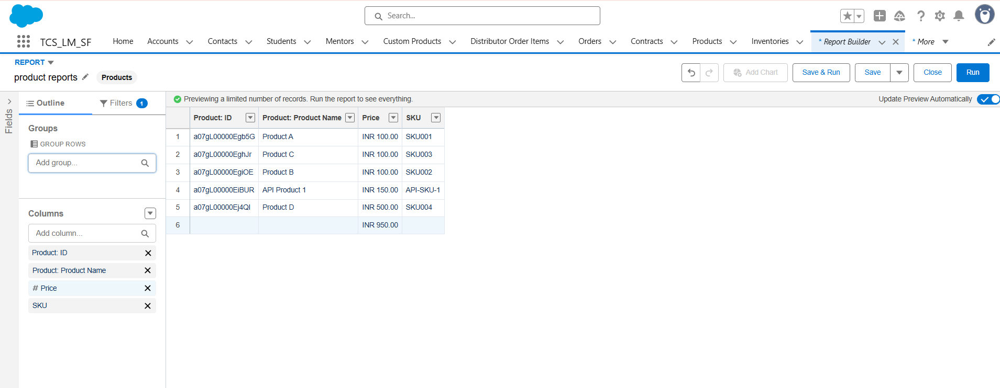 Search...
TCS_LM_SF Home Accounts Contacts Students Mentors Custom Products Distributor Order Items Orders Contracts Products Inventories * Report Builder * More
REPORT
product reports Products Add Chart Save & Run Save Close Run
Fields
Outline Filters 1
Previewing a limited number of records. Run the report to see everything. Update Preview Automatically
Groups
GROUP ROWS
Add group...
Columns
Add column...
Product: ID
Product: Product Name
# Price
SKU
Product: ID Product: Product Name Price SKU
1 a07gL00000Egb5G Product A INR 100.00 SKU001
2 a07gL00000EghJr Product C INR 100.00 SKU003
3 a07gL00000EgiOE Product B INR 100.00 SKU002
4 a07gL00000EiBUR API Product 1 INR 150.00 API-SKU-1
5 a07gL00000Ej4QI Product D INR 500.00 SKU004
6 INR 950.00